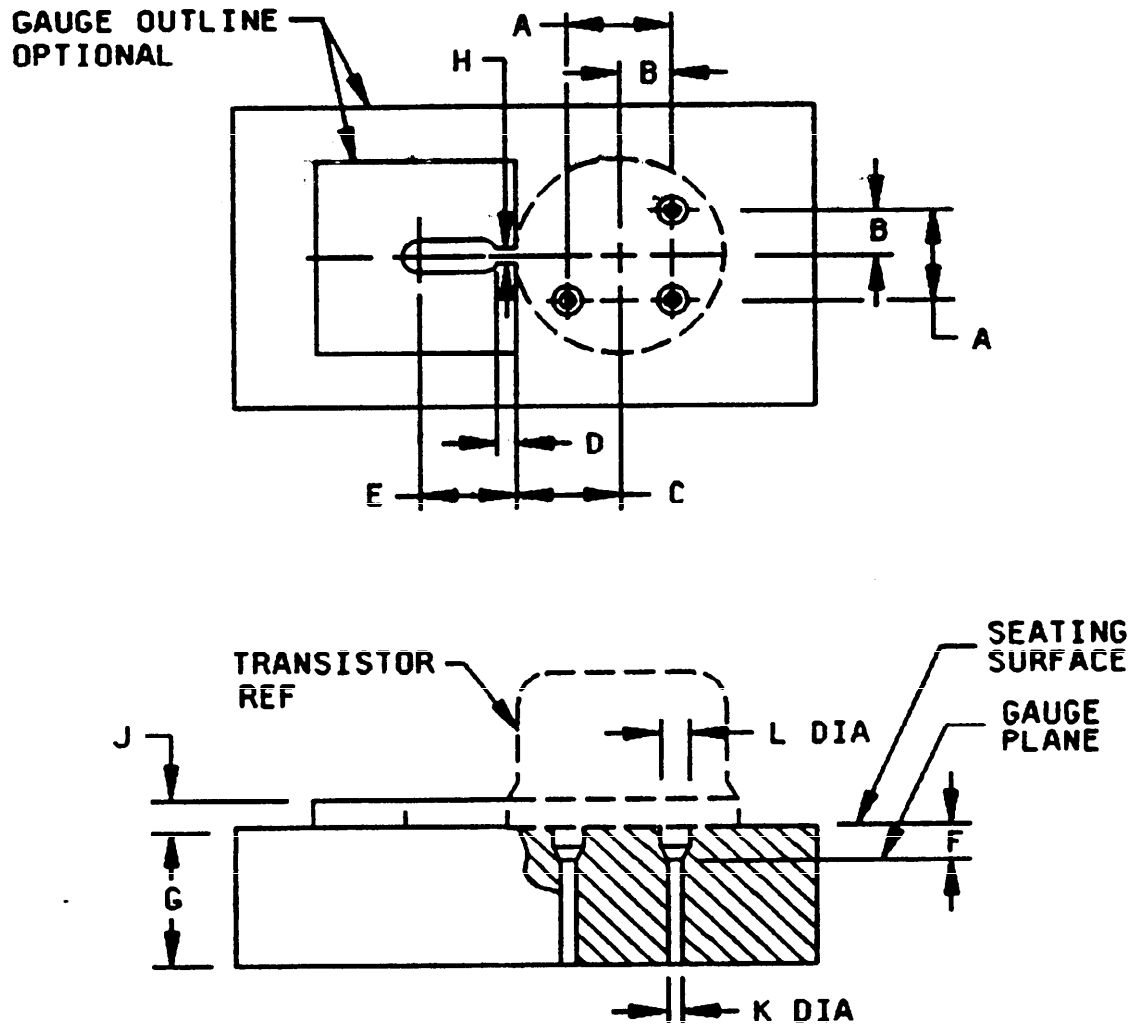 GAUGE OUTLINE
OPTIONAL
A
H
B
B
A
D
E
C
TRANSISTOR
REF
SEATING
SURFACE
GAUGE
PLANE
J
L DIA
F
G
K DIA